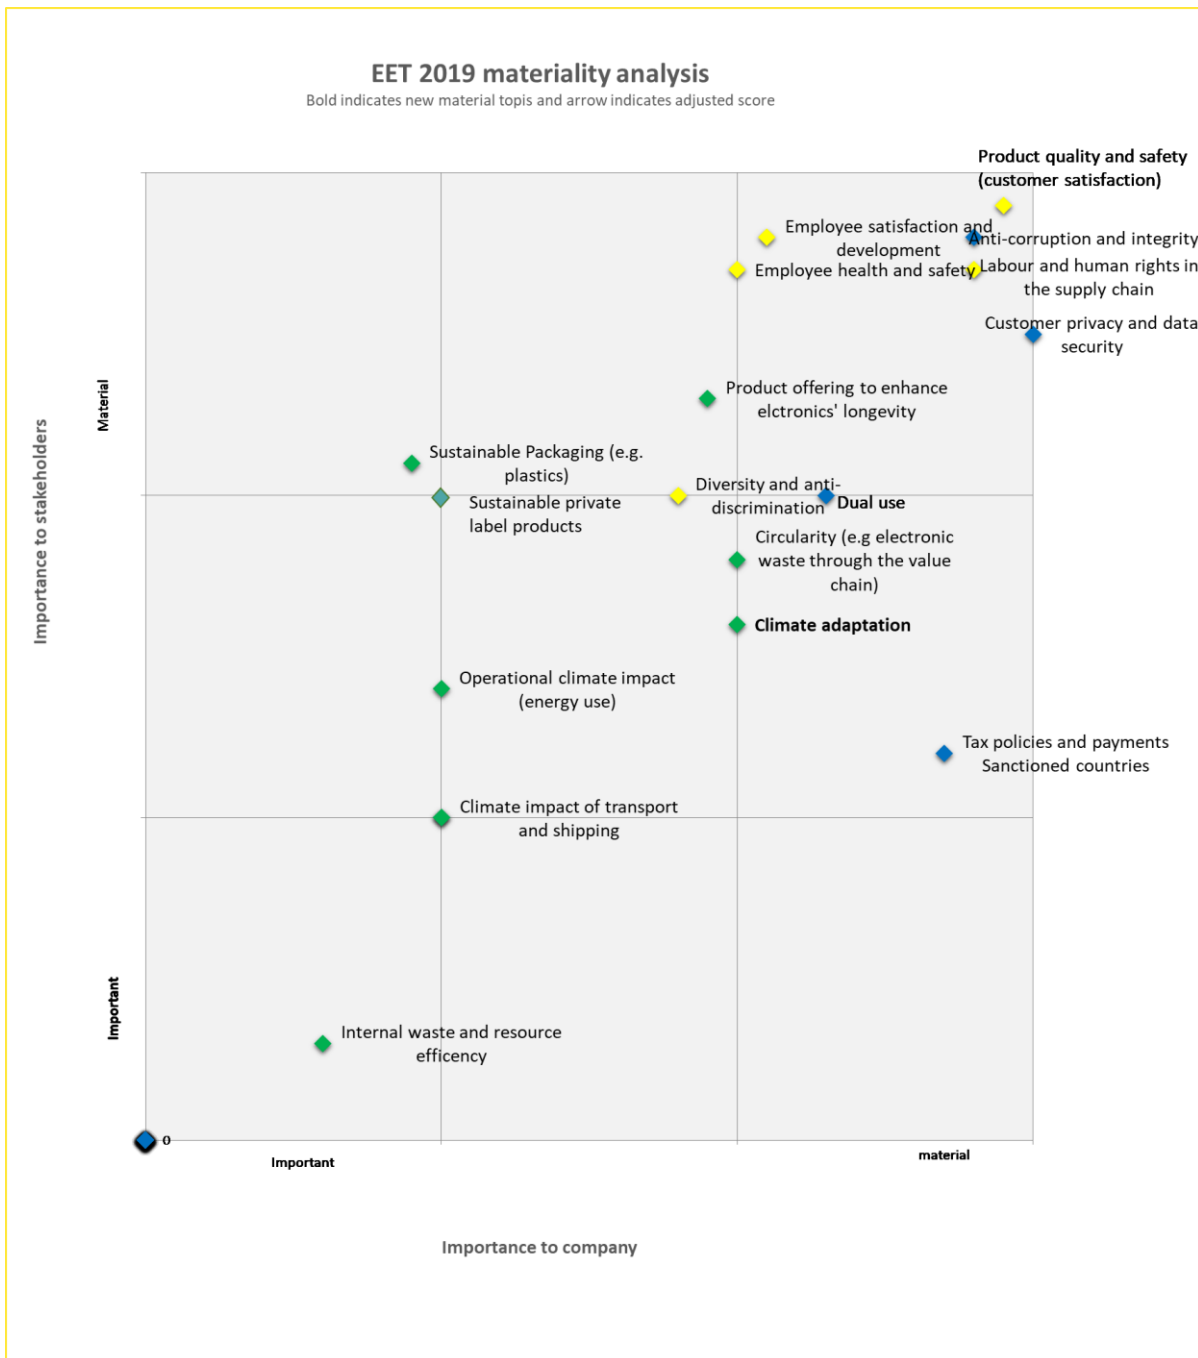 EET 2019 materiality analysis
Bold indicates new material topis and arrow indicates adjusted score
Product quality and safety
(customer satisfaction)
Employee satisfaction and
development
Anti-corruption and integrity
Employee health and safety
Labour and human rights in
the supply chain
Customer privacy and data
security
Product offering to enhance
elctronics' longevity
Material
Importance to stakeholders
Sustainable Packaging (e.g.
plastics)
Sustainable private
label products
Diversity and anti-
discrimination
Dual use
Circularity (e.g electronic
waste through the value
chain)
Climate adaptation
Operational climate impact
(energy use)
Tax policies and payments
Sanctioned countries
Climate impact of transport
and shipping
Important
Internal waste and resource
efficency
0
Important
material
Importance to company